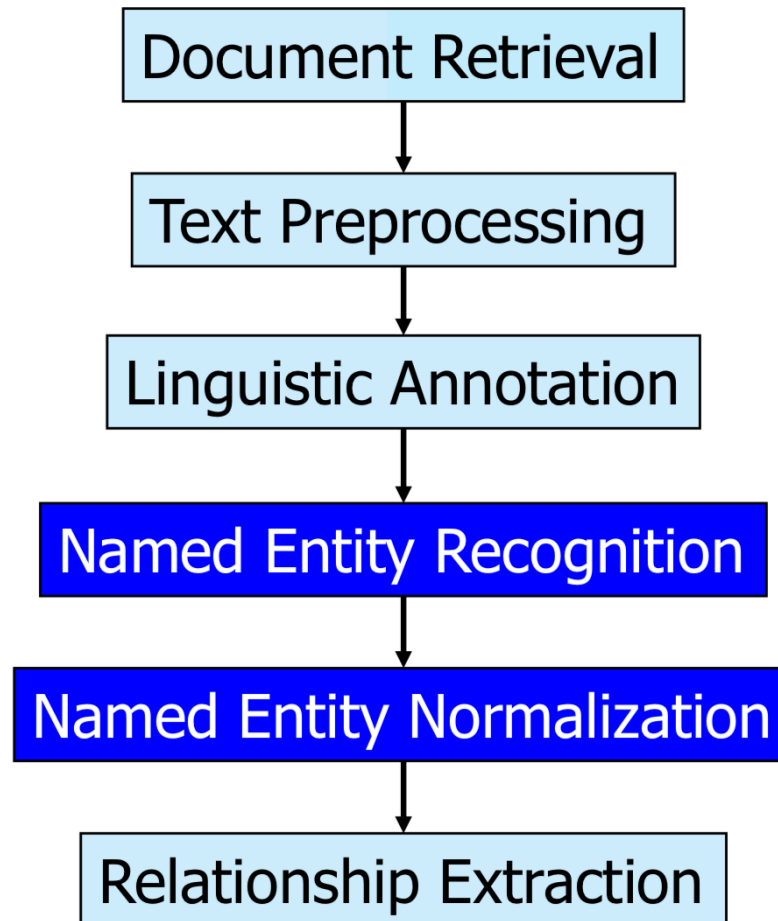 Document Retrieval
Text Preprocessing
Linguistic Annotation
Named Entity Recognition
Named Entity Normalization
Relationship Extraction